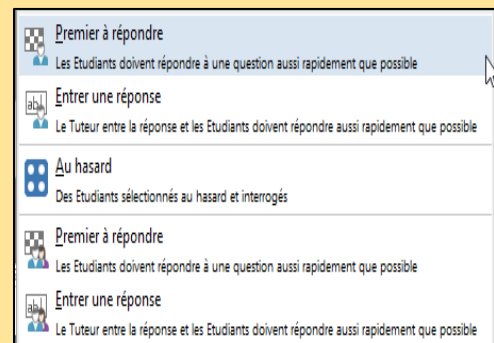 Premier à répondre
Les Etudiants doivent répondre à une question aussi rapidement que possible
ab
Entrer une réponse
Le Tuteur entre la réponse et les Etudiants doivent répondre aussi rapidement que possible
Au hasard
Des Etudiants sélectionnés au hasard et interrogés
Premier à répondre
Les Etudiants doivent répondre à une question aussi rapidement que possible
ab
Entrer une réponse
Le Tuteur entre la réponse et les Etudiants doivent répondre aussi rapidement que possible